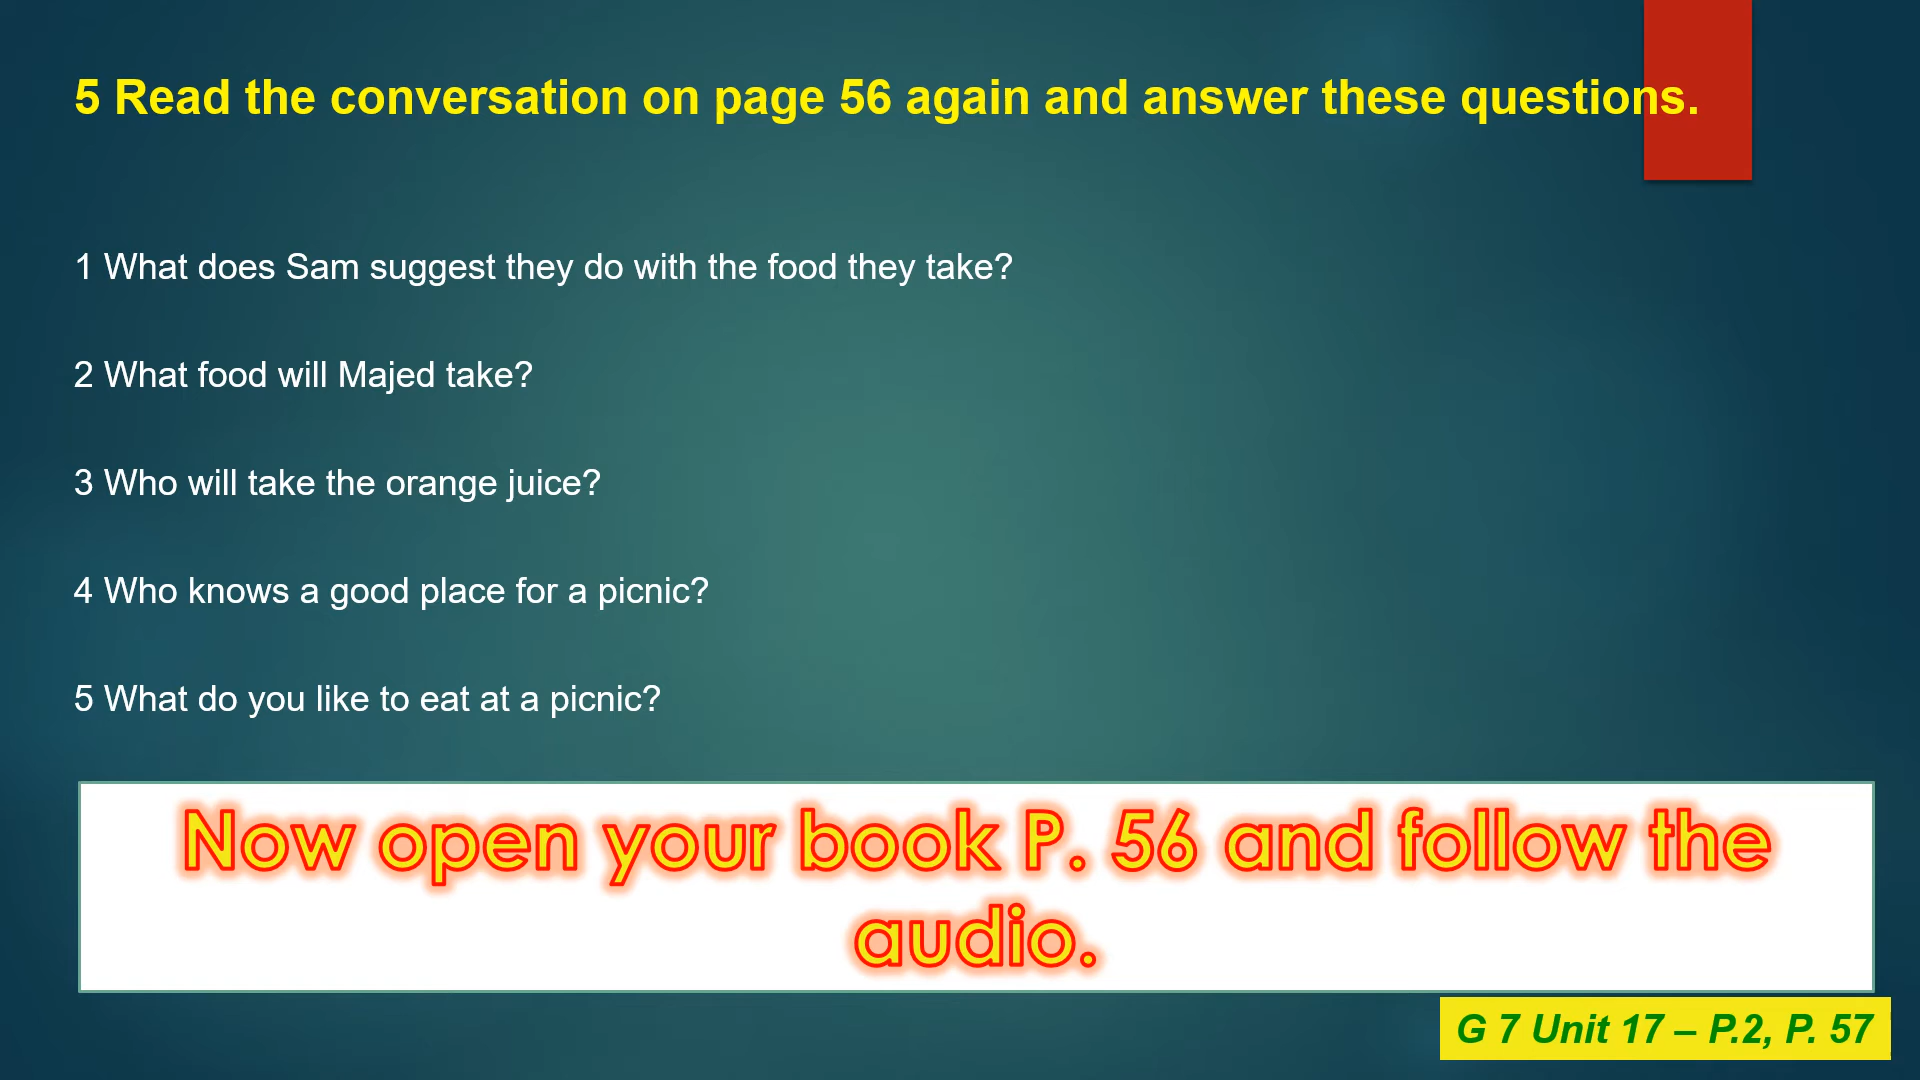 5 Read the conversation on page 56 again and answer these questions.
1 What does Sam suggest they do with the food they take?
2 What food will Majed take?
3 Who will take the orange juice?
4 Who knows a good place for a picnic?
5 What do you like to eat at a picnic?
Now open your book P. 56 and follow the
audio.
G 7 Unit 17 – P.2, P. 57